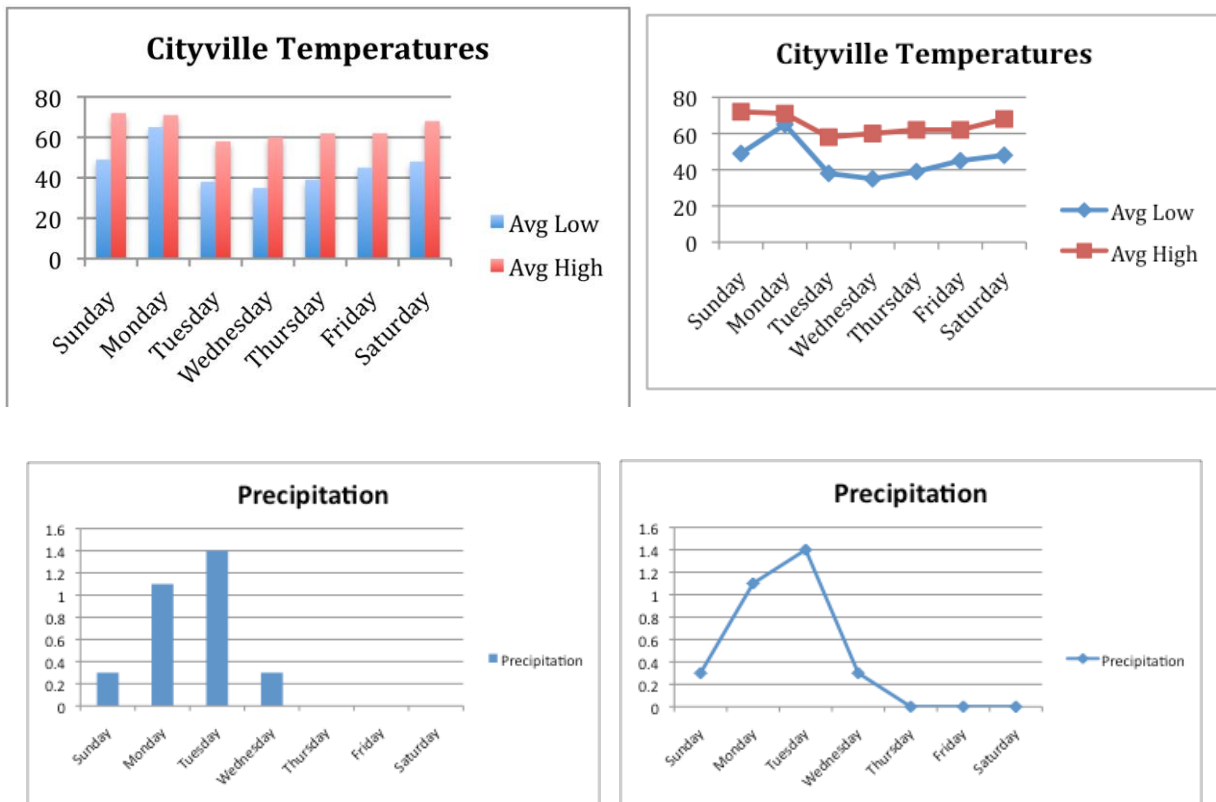 Cityville Temperatures
80
60
40
20
0
Sunday
Monday
Tuesday
Wednesday
Thursday
Friday
Saturday
Avg Low
Avg High
Cityville Temperatures
80
60
40
20
0
Sunday
Monday
Tuesday
Wednesday
Thursday
Friday
Saturday
Avg Low
Avg High
Precipitation
1.6
1.4
1.2
1
0.8
0.6
0.4
0.2
0
Sunday
Monday
Tuesday
Wednesday
Thursday
Friday
Saturday
Precipitation
Precipitation
1.6
1.4
1.2
1
0.8
0.6
0.4
0.2
0
Sunday
Monday
Tuesday
Wednesday
Thursday
Friday
Saturday
Precipitation